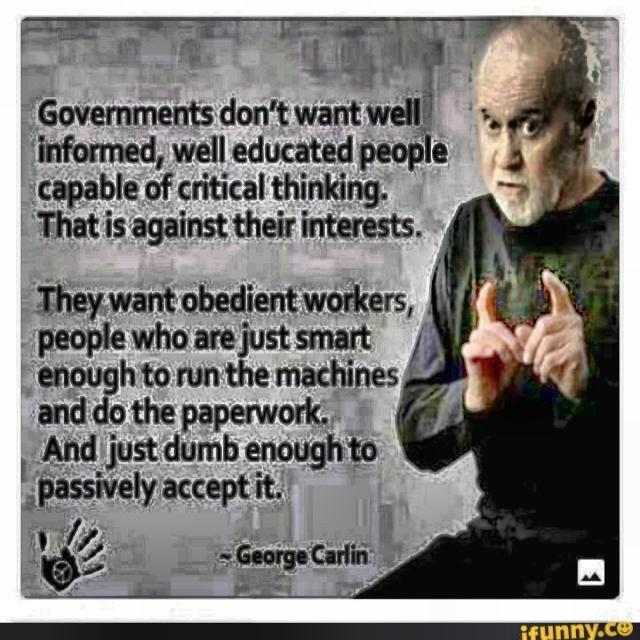 Governments don't want well
informed, well educated people
capable of critical thinking.
That is against their interests.
They want obedient workers,
people who are just smart
enough to run the machines
and do the paperwork.
And just dumb enough to
passively accept it.
~ George Carlin
ifunny.co